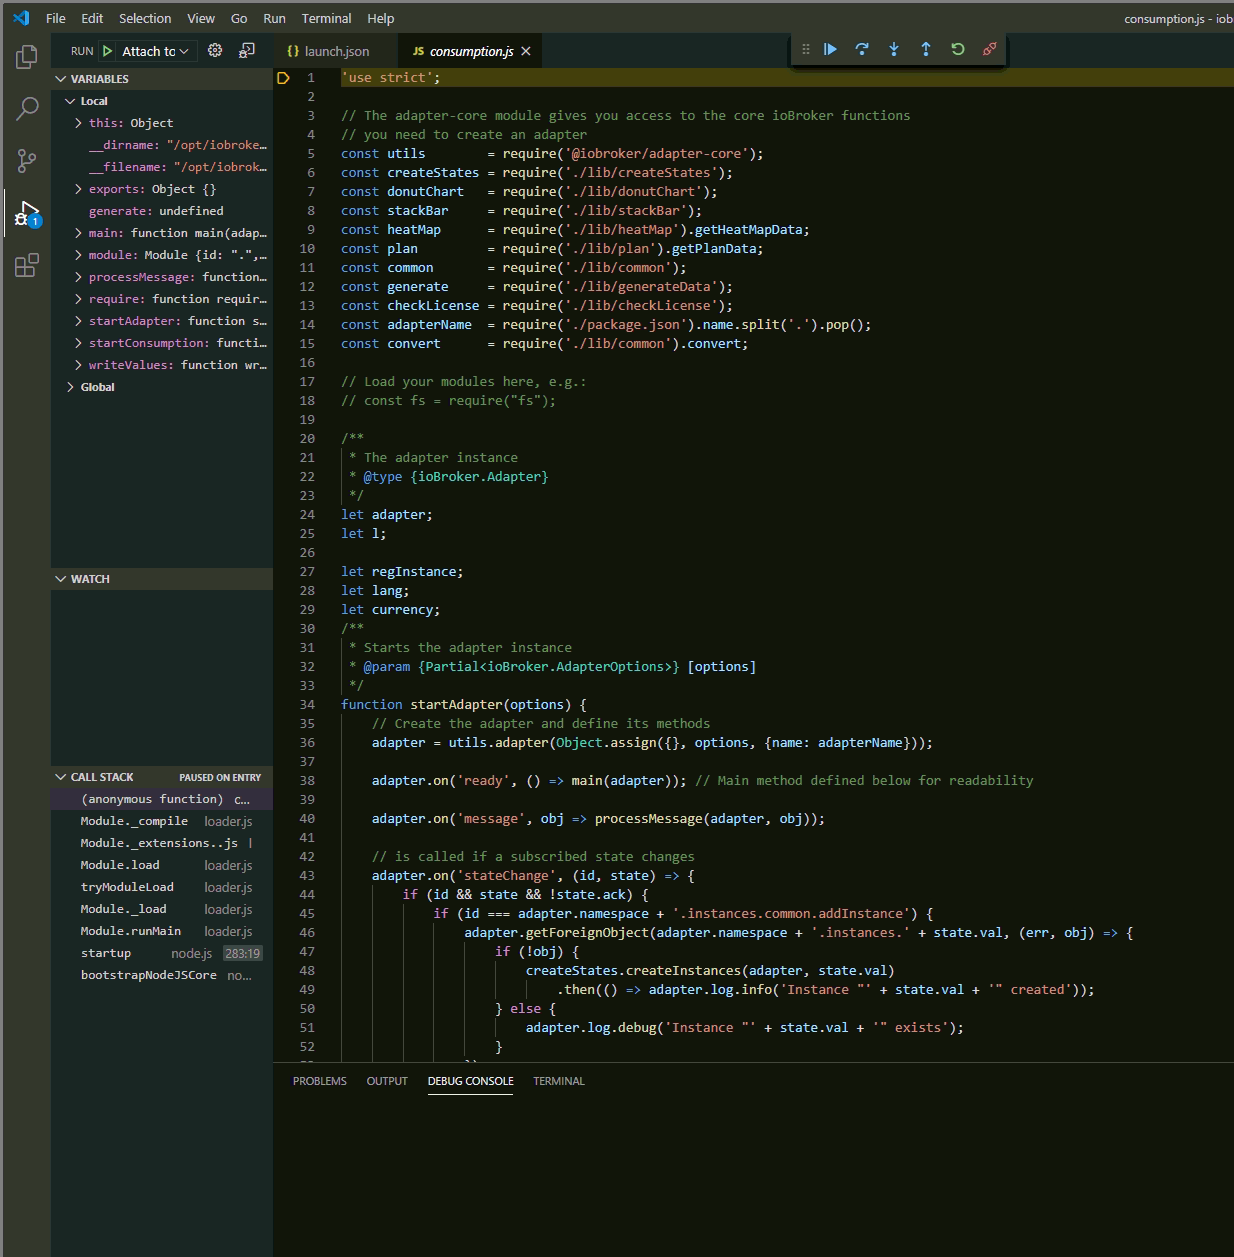 File Edit Selection View Go Run Terminal Help
consumption.js - iob
RUN Attach to
VARIABLES
Local
this: Object
__dirname: "/opt/iobroke…
__filename: "/opt/iobrok…
exports: Object {}
generate: undefined
main: function main(adap…
module: Module {id: ".",…
processMessage: function…
require: function requir…
startAdapter: function s…
startConsumption: functi…
writeValues: function wr…
Global
1
WATCH
CALL STACK PAUSED ON ENTRY
(anonymous function) c…
Module._compile loader.js
Module._extensions..js
Module.load loader.js
tryModuleLoad loader.js
Module._load loader.js
Module.runMain loader.js
startup node.js 283:19
bootstrapNodeJSCore no…
{} launch.json JS consumption.js
1 'use strict';
2
3 // The adapter-core module gives you access to the core ioBroker functions
4 // you need to create an adapter
5 const utils = require('@iobroker/adapter-core');
6 const createStates = require('./lib/createStates');
7 const donutChart = require('./lib/donutChart');
8 const stackBar = require('./lib/stackBar');
9 const heatMap = require('./lib/heatMap').getHeatMapData;
10 const plan = require('./lib/plan').getPlanData;
11 const common = require('./lib/common');
12 const generate = require('./lib/generateData');
13 const checkLicense = require('./lib/checkLicense');
14 const adapterName = require('./package.json').name.split('.').pop();
15 const convert = require('./lib/common').convert;
16
17 // Load your modules here, e.g.:
18 // const fs = require("fs");
19
20 /**
21 * The adapter instance
22 * @type {ioBroker.Adapter}
23 */
24 let adapter;
25 let l;
26
27 let regInstance;
28 let lang;
29 let currency;
30 /**
31 * Starts the adapter instance
32 * @param {Partial<ioBroker.AdapterOptions>} [options]
33 */
34 function startAdapter(options) {
35 // Create the adapter and define its methods
36 adapter = utils.adapter(Object.assign({}, options, {name: adapterName}));
37
38 adapter.on('ready', () => main(adapter)); // Main method defined below for readability
39
40 adapter.on('message', obj => processMessage(adapter, obj));
41
42 // is called if a subscribed state changes
43 adapter.on('stateChange', (id, state) => {
44 if (id && state && !state.ack) {
45 if (id === adapter.namespace + '.instances.common.addInstance') {
46 adapter.getForeignObject(adapter.namespace + '.instances.' + state.val, (err, obj) => {
47 if (!obj) {
48 createStates.createInstances(adapter, state.val)
49 .then(() => adapter.log.info('Instance "' + state.val + '" created'));
50 } else {
51 adapter.log.debug('Instance "' + state.val + '" exists');
52 }
PROBLEMS OUTPUT DEBUG CONSOLE TERMINAL